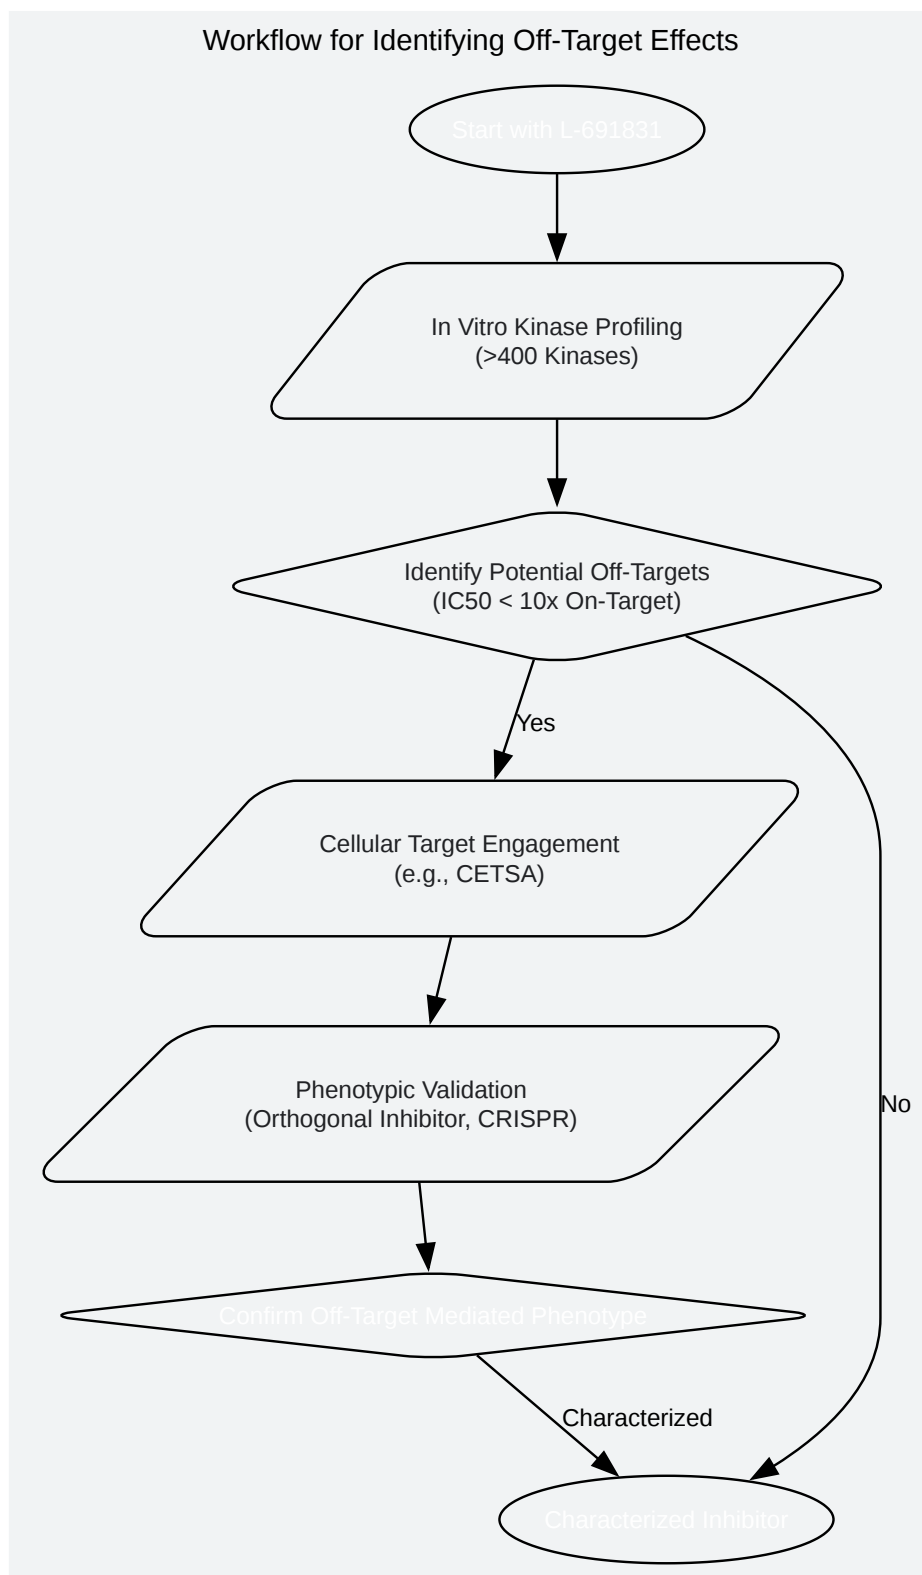 Workflow for Identifying Off-Target Effects
Start with L-691831
In Vitro Kinase Profiling
(>400 Kinases)
Identify Potential Off-Targets
(IC50 < 10x On-Target)
Yes
Cellular Target Engagement
(e.g., CETSA)
Phenotypic Validation
(Orthogonal Inhibitor, CRISPR)
No
Confirm Off-Target Mediated Phenotype
Characterized
Characterized Inhibitor